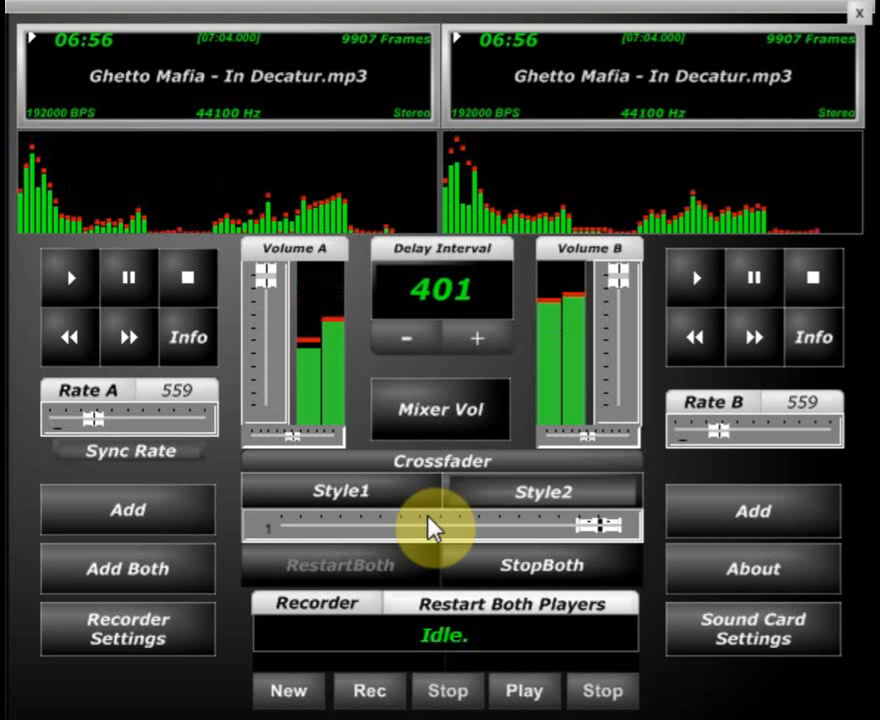 x
06:56 [07:04.000] 9907 Frames
Ghetto Mafia - In Decatur.mp3
192000 BPS 44100 Hz Stereo
06:56 [07:04.000] 9907 Frames
Ghetto Mafia - In Decatur.mp3
192000 BPS 44100 Hz Stereo
Volume A
Delay Interval
Volume B
401
- +
Info
Info
Rate A 559
Mixer Vol
Rate B 559
Sync Rate
Crossfader
Style1 Style2
Add
1
Add
RestartBoth StopBoth
Add Both
About
Recorder Restart Both Players
Recorder
Settings
Idle.
Sound Card
Settings
New Rec Stop Play Stop